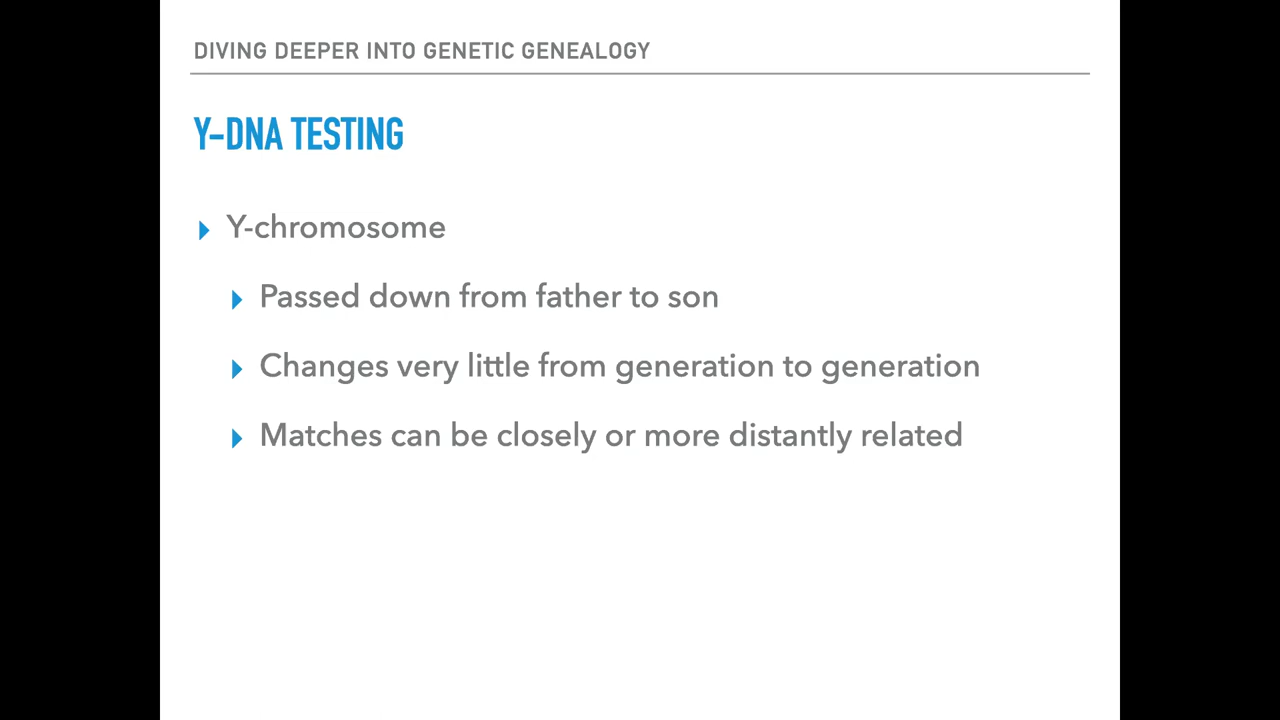 DIVING DEEPER INTO GENETIC GENEALOGY
Y-DNA TESTING
Y-chromosome
Passed down from father to son
Changes very little from generation to generation
Matches can be closely or more distantly related